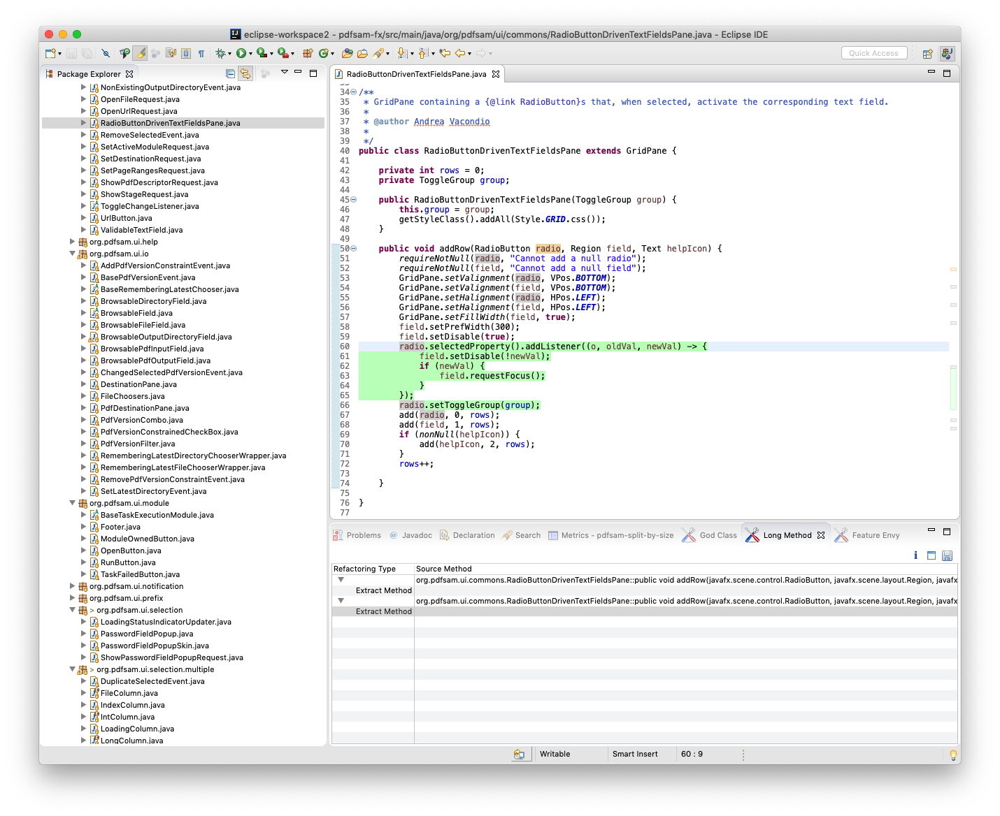 eclipse-workspace2 - pdfsam-fx/src/main/java/org/pdfsam/ui/commons/RadioButtonDrivenTextFieldsPane.java - Eclipse IDE
Quick Access
Package Explorer
NonExistingOutputDirectoryEvent.java
OpenFileRequest.java
OpenUrlRequest.java
RadioButtonDrivenTextFieldsPane.java
RemoveSelectedEvent.java
SetActiveModuleRequest.java
SetDestinationRequest.java
SetPageRangesRequest.java
ShowPdfDescriptorRequest.java
ShowStageRequest.java
ToggleChangeListener.java
UrlButton.java
ValidableTextField.java
org.pdfsam.ui.help
org.pdfsam.ui.io
AddPdfVersionConstraintEvent.java
BasePdfVersionEvent.java
BaseRememberingLatestChooser.java
BrowsableDirectoryField.java
BrowsableField.java
BrowsableFileField.java
BrowsableOutputDirectoryField.java
BrowsablePdfInputField.java
BrowsablePdfOutputField.java
ChangedSelectedPdfVersionEvent.java
DestinationPane.java
FileChoosers.java
PdfDestinationPane.java
PdfVersionCombo.java
PdfVersionConstrainedCheckBox.java
PdfVersionFilter.java
RememberingLatestDirectoryChooserWrapper.java
RememberingLatestFileChooserWrapper.java
RemovePdfVersionConstraintEvent.java
SetLatestDirectoryEvent.java
org.pdfsam.ui.module
BaseTaskExecutionModule.java
Footer.java
ModuleOwnedButton.java
OpenButton.java
RunButton.java
TaskFailedButton.java
org.pdfsam.ui.notification
org.pdfsam.ui.prefix
> org.pdfsam.ui.selection
LoadingStatusIndicatorUpdater.java
PasswordFieldPopup.java
PasswordFieldPopupSkin.java
ShowPasswordFieldPopupRequest.java
> org.pdfsam.ui.selection.multiple
DuplicateSelectedEvent.java
FileColumn.java
IndexColumn.java
IntColumn.java
LoadingColumn.java
LongColumn.java
RadioButtonDrivenTextFieldsPane.java
34 /**
35  * GridPane containing a {@link RadioButton}s that, when selected, activate the corresponding text field.
36  *
37  * @author Andrea Vacondio
38  *
39  */
40 public class RadioButtonDrivenTextFieldsPane extends GridPane {
41
42     private int rows = 0;
43     private ToggleGroup group;
44
45     public RadioButtonDrivenTextFieldsPane(ToggleGroup group) {
46         this.group = group;
47         getStyleClass().addAll(Style.GRID.css());
48     }
49
50     public void addRow(RadioButton radio, Region field, Text helpIcon) {
51         requireNotNull(radio, "Cannot add a null radio");
52         requireNotNull(field, "Cannot add a null field");
53         GridPane.setValignment(radio, VPos.BOTTOM);
54         GridPane.setValignment(field, VPos.BOTTOM);
55         GridPane.setHalignment(radio, HPos.LEFT);
56         GridPane.setHalignment(field, HPos.LEFT);
57         GridPane.setFillWidth(field, true);
58         field.setPrefWidth(300);
59         field.setDisable(true);
60         radio.selectedProperty().addListener((o, oldVal, newVal) -> {
61             field.setDisable(!newVal);
62             if (newVal) {
63                 field.requestFocus();
64             }
65         });
66         radio.setToggleGroup(group);
67         add(radio, 0, rows);
68         add(field, 1, rows);
69         if (nonNull(helpIcon)) {
70             add(helpIcon, 2, rows);
71         }
72         rows++;
73
74     }
75
76 }
77
Problems @ Javadoc Declaration Search Metrics - pdfsam-split-by-size God Class Long Method Feature Envy
Refactoring Type Source Method
org.pdfsam.ui.commons.RadioButtonDrivenTextFieldsPane::public void addRow(javafx.scene.control.RadioButton, javafx.scene.layout.Region, javafx
Extract Method
org.pdfsam.ui.commons.RadioButtonDrivenTextFieldsPane::public void addRow(javafx.scene.control.RadioButton, javafx.scene.layout.Region, javafx
Extract Method
Writable Smart Insert 60 : 9